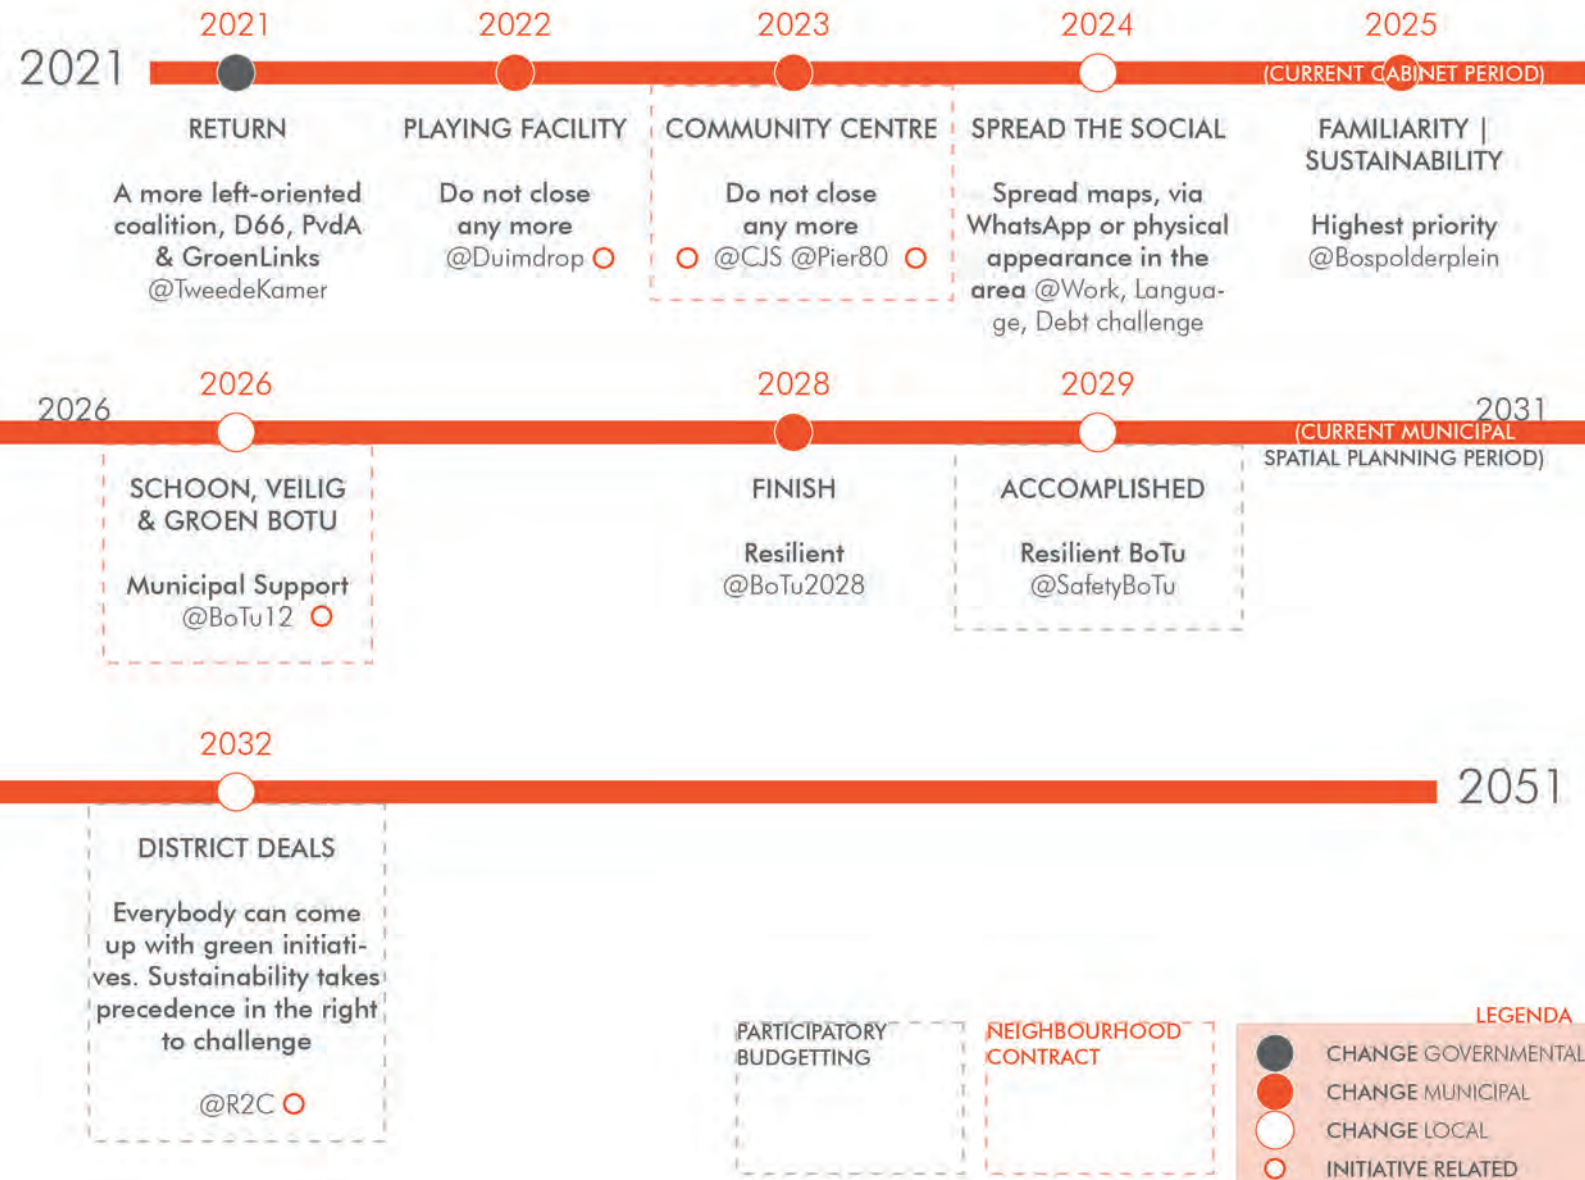 2021
2022
2023
2024
2025
2021
(CURRENT CABINET PERIOD)
RETURN
A more left-oriented
coalition, D66, PvdA
& GroenLinks
@TweedeKamer
PLAYING FACILITY
Do not close
any more
@Duimdrop
COMMUNITY CENTRE
Do not close
any more
@CJS @Pier80
SPREAD THE SOCIAL
Spread maps, via
WhatsApp or physical
appearance in the
area @Work, Langua-
ge, Debt challenge
FAMILIARITY |
SUSTAINABILITY
Highest priority
@Bospolderplein
2026
2028
2029
2026
2031
(CURRENT MUNICIPAL
SPATIAL PLANNING PERIOD)
SCHOON, VEILIG
& GROEN BOTU
Municipal Support
@BoTu12
FINISH
Resilient
@BoTu2028
ACCOMPLISHED
Resilient BoTu
@SafetyBoTu
2032
2051
DISTRICT DEALS
Everybody can come
up with green initiati-
ves. Sustainability takes
precedence in the right
to challenge
@R2C
PARTICIPATORY
BUDGETTING
NEIGHBOURHOOD
CONTRACT
LEGENDA
CHANGE GOVERNMENTAL
CHANGE MUNICIPAL
CHANGE LOCAL
INITIATIVE RELATED